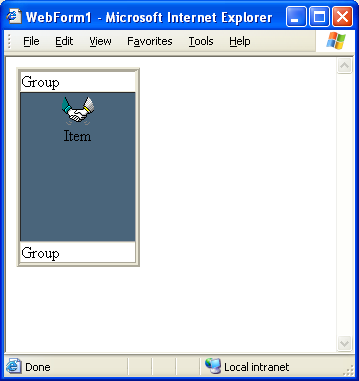 WebForm1 - Microsoft Internet Explorer
File Edit View Favorites Tools Help
Group
Item
Group
Done Local intranet